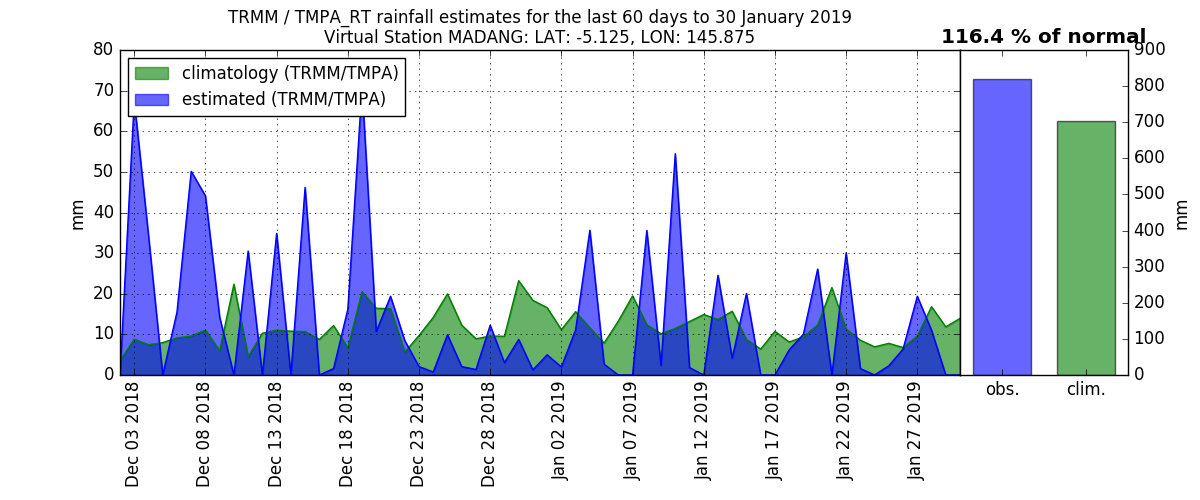 TRMM / TMPA_RT rainfall estimates for the last 60 days to 30 January 2019
Virtual Station MADANG: LAT: -5.125, LON: 145.875
116.4 % of normal
climatology (TRMM/TMPA)
estimated (TRMM/TMPA)
mm
80
70
60
50
40
30
20
10
0
Dec 03 2018
Dec 08 2018
Dec 13 2018
Dec 18 2018
Dec 23 2018
Dec 28 2018
Jan 02 2019
Jan 07 2019
Jan 12 2019
Jan 17 2019
Jan 22 2019
Jan 27 2019
obs.
clim.
900
800
700
600
500
400
300
200
100
0
mm